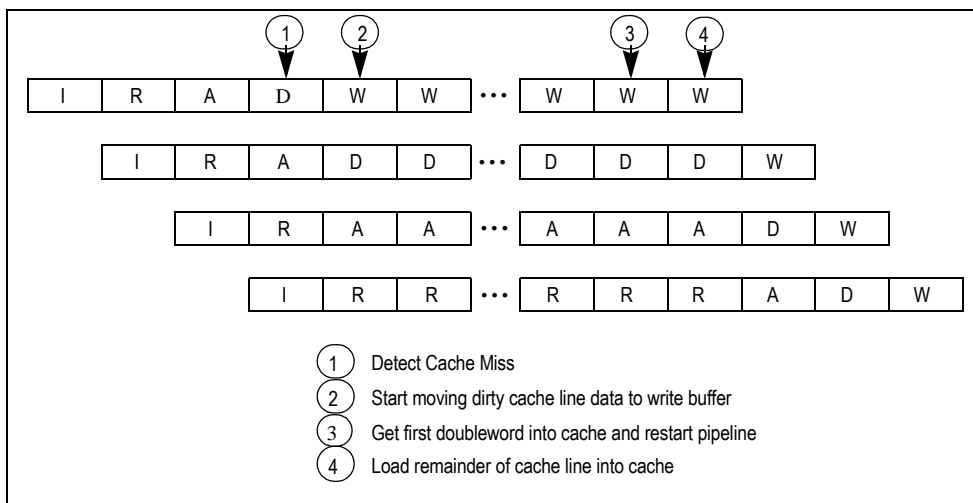 1 2 3 4
I R A D W W ••• W W W
I R A D D ••• D D D W
I R A A ••• A A A D W
I R R ••• R R R A D W
1 Detect Cache Miss
2 Start moving dirty cache line data to write buffer
3 Get first doubleword into cache and restart pipeline
4 Load remainder of cache line into cache